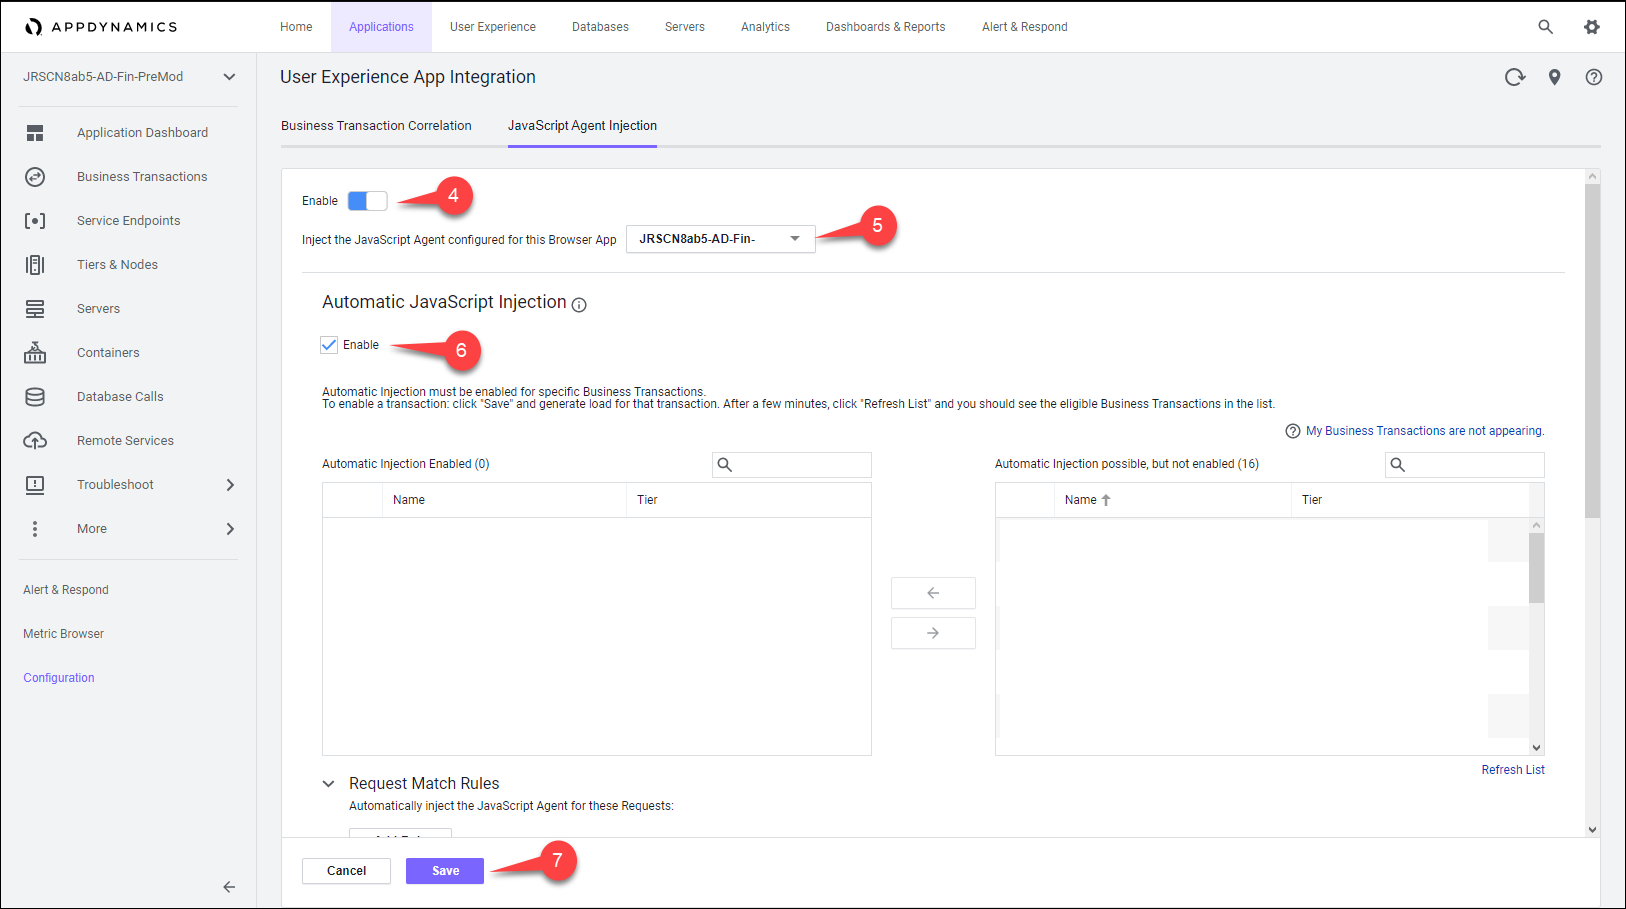 APPDYNAMICS
Home
Applications
User Experience
Databases
Servers
Analytics
Dashboards & Reports
Alert & Respond
JRSCN8ab5-AD-Fin-PreMod
Application Dashboard
Business Transactions
Service Endpoints
Tiers & Nodes
Servers
Containers
Database Calls
Remote Services
Troubleshoot
More
Alert & Respond
Metric Browser
Configuration
User Experience App Integration
Business Transaction Correlation
JavaScript Agent Injection
Enable
4
Inject the JavaScript Agent configured for this Browser App
JRSCN8ab5-AD-Fin-
5
Automatic JavaScript Injection
Enable
6
Automatic Injection must be enabled for specific Business Transactions.
To enable a transaction: click "Save" and generate load for that transaction. After a few minutes, click "Refresh List" and you should see the eligible Business Transactions in the list.
My Business Transactions are not appearing.
Automatic Injection Enabled (0)
Name
Tier
Automatic Injection possible, but not enabled (16)
Name
Tier
Refresh List
Request Match Rules
Automatically inject the JavaScript Agent for these Requests:
Cancel
Save
7